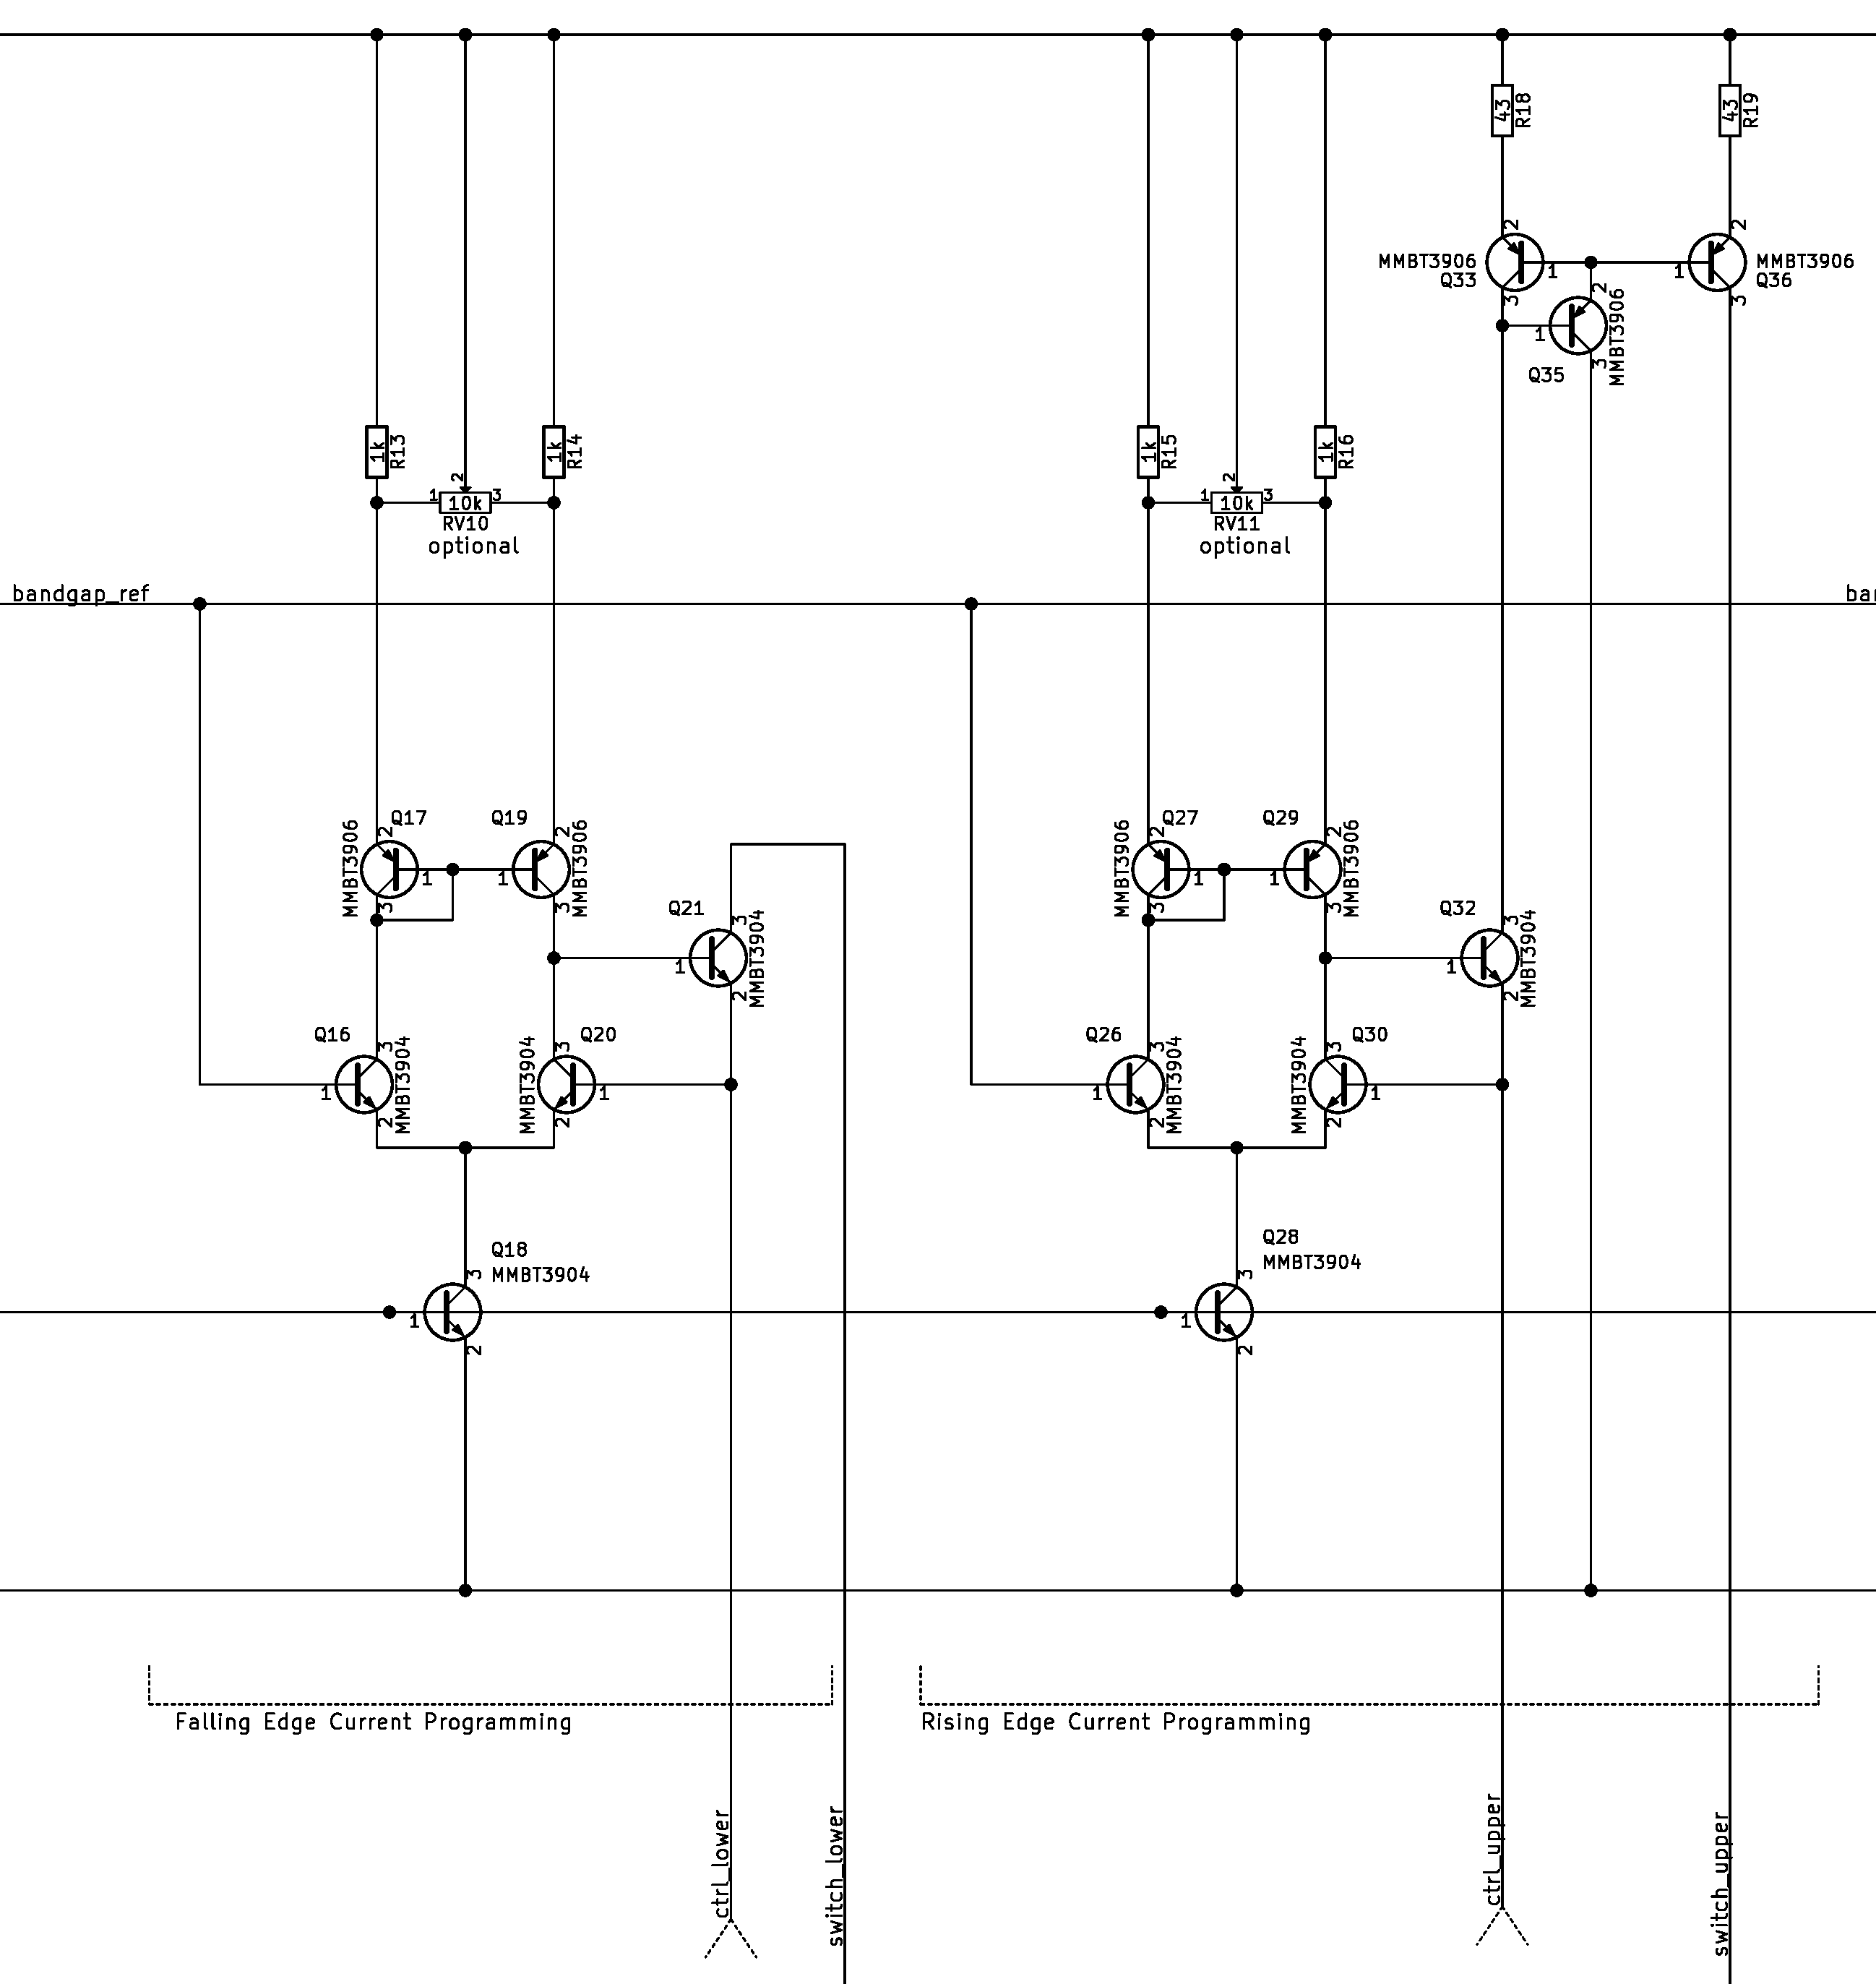 43
R18
43
R19
2
2
MMBT3906
Q33
1
1
MMBT3906
Q36
3
2
3
1
MMBT3906
3
Q35
1k
R13
1k
R14
2
1
10k
3
RV10
optional
1k
R15
1k
R16
2
1
10k
3
RV11
optional
bandgap_ref
ba
Q17
Q19
2
2
MMBT3906
1
1
MMBT3906
3
3
Q27
Q29
2
2
MMBT3906
1
1
MMBT3906
3
3
Q21
3
MMBT3904
1
2
Q32
3
MMBT3904
1
2
Q16
Q20
3
3
MMBT3904
MMBT3904
1
1
2
2
Q26
Q30
3
3
MMBT3904
MMBT3904
1
1
2
2
Q18
MMBT3904
3
1
2
Q28
MMBT3904
3
1
2
Falling Edge Current Programming
Rising Edge Current Programming
ctrl_lower
switch_lower
ctrl_upper
switch_upper